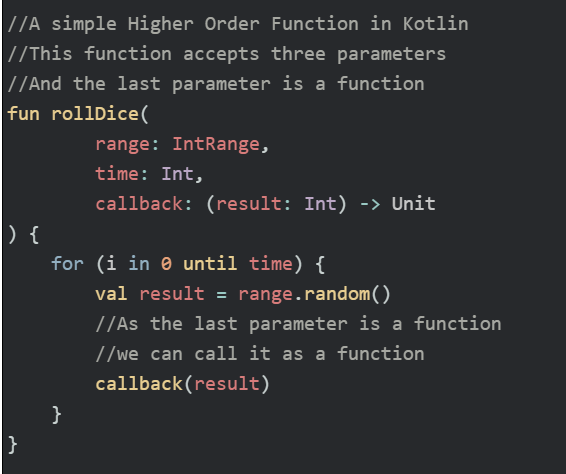 //A simple Higher Order Function in Kotlin
//This function accepts three parameters
//And the last parameter is a function
fun rollDice(
        range: IntRange,
        time: Int,
        callback: (result: Int) -> Unit
) {
    for (i in 0 until time) {
        val result = range.random()
        //As the last parameter is a function
        //we can call it as a function
        callback(result)
    }
}